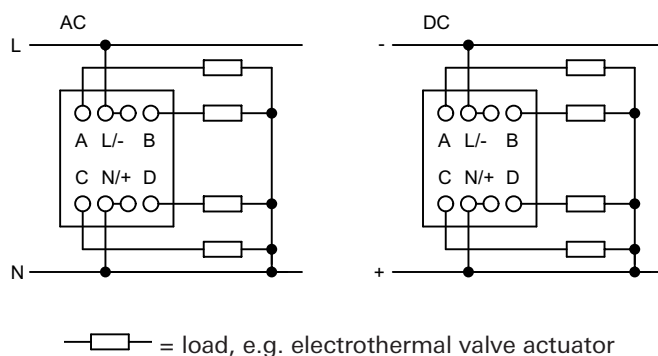 AC
L
A L/- B
C N/+ D
N
DC
-
A L/- B
C N/+ D
+
= load, e.g. electrothermal valve actuator